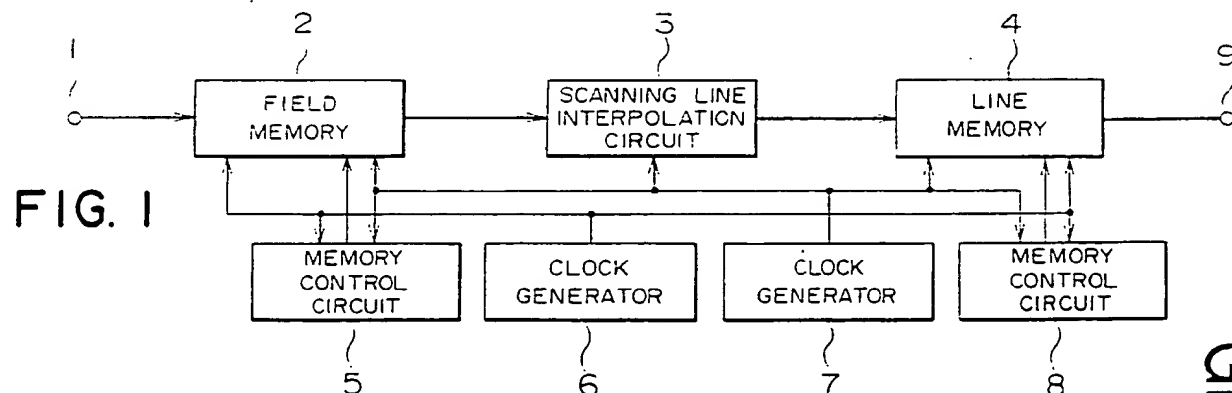 1
2
3
4
9
FIELD
MEMORY
SCANNING LINE
INTERPOLATION
CIRCUIT
LINE
MEMORY
FIG. 1
MEMORY
CONTROL
CIRCUIT
CLOCK
GENERATOR
CLOCK
GENERATOR
MEMORY
CONTROL
CIRCUIT
5
6
7
8